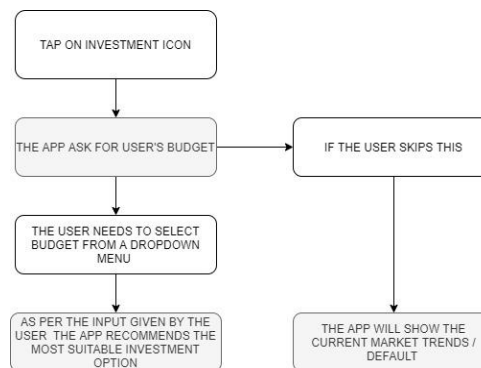 TAP ON INVESTMENT ICON
THE APP ASK FOR USER'S BUDGET
IF THE USER SKIPS THIS
THE USER NEEDS TO SELECT
BUDGET FROM A DROPDOWN
MENU
AS PER THE INPUT GIVEN BY THE
USER THE APP RECOMMENDS THE
MOST SUITABLE INVESTMENT
OPTION
THE APP WILL SHOW THE
CURRENT MARKET TRENDS /
DEFAULT